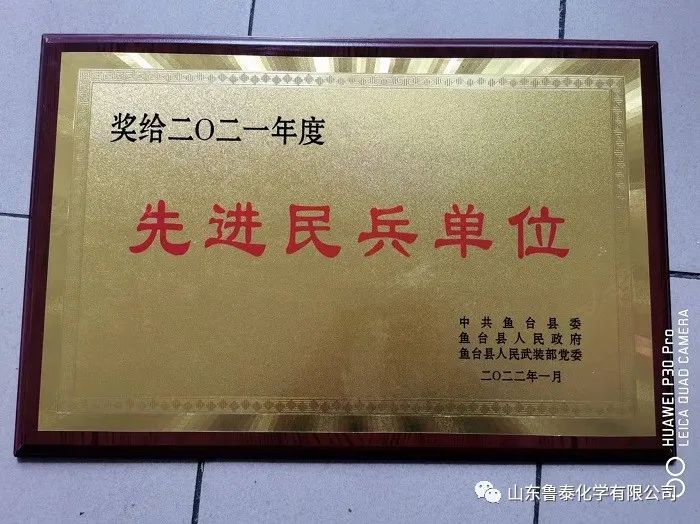 奖给二〇二一年度
先进民兵单位
中共鱼台县委
鱼台县人民政府
鱼台县人民武装部党委
二〇二二年一月
HUAWEI P30 Pro
LEICA QUAD CAMERA
山东鲁泰化学有限公司